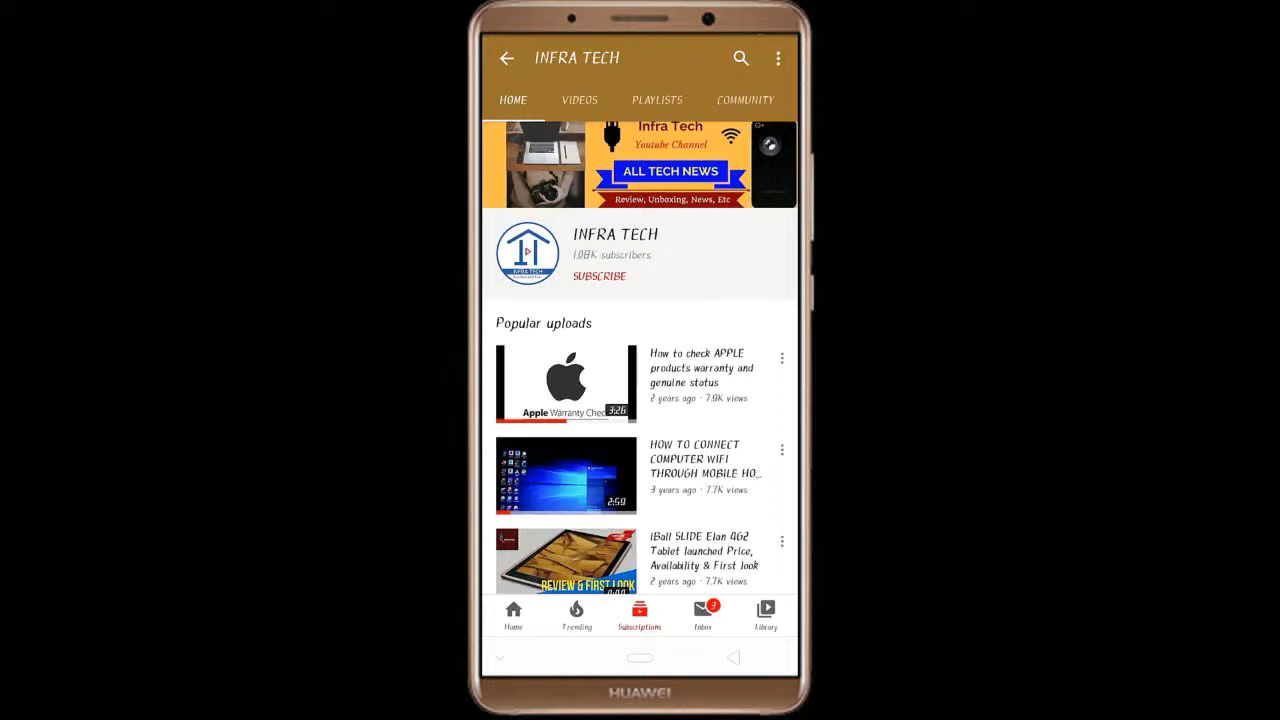 INFRA TECH
HOME VIDEOS PLAYLISTS COMMUNITY
Infra Tech
Youtube Channel
ALL TECH NEWS
Review, Unboxing, News, Etc
INFRA TECH
1.08K subscribers
INFRA TECH
SUBSCRIBE
Popular uploads
How to check APPLE
products warranty and
genuine status
2 years ago · 7.9K views
Apple Warranty Chec
3:26
HOW TO CONNECT
COMPUTER WIFI
THROUGH MOBILE HO...
3 years ago · 7.7K views
2:59
iBall SLIDE Elan 4G2
Tablet launched Price,
Availability & First look
2 years ago · 7.7K views
REVIEW & FIRST LOOK
3
Home Trending Subscriptions Inbox Library
HUAWEI